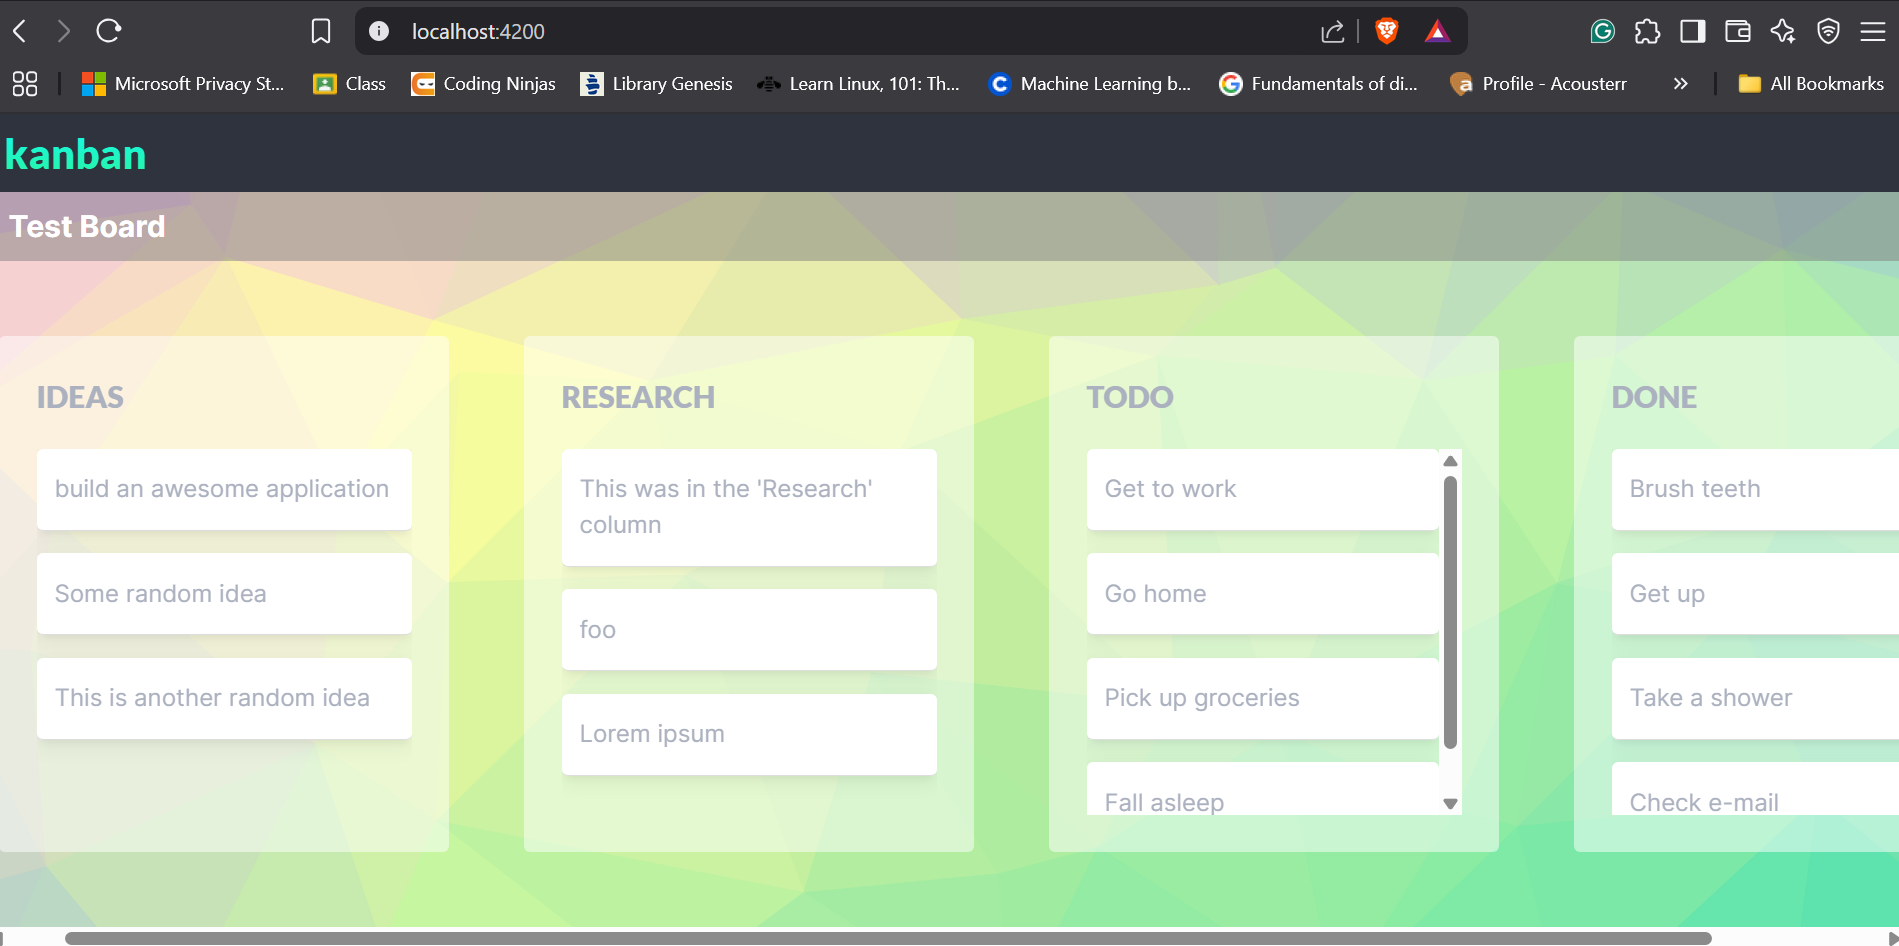 localhost:4200
Microsoft Privacy St...
Class
Coding Ninjas
Library Genesis
Learn Linux, 101: Th...
Machine Learning b...
Fundamentals of di...
Profile - Acousterr
All Bookmarks
kanban
Test Board
IDEAS
build an awesome application
Some random idea
This is another random idea
RESEARCH
This was in the 'Research'
column
foo
Lorem ipsum
TODO
Get to work
Go home
Pick up groceries
Fall asleep
DONE
Brush teeth
Get up
Take a shower
Check e-mail